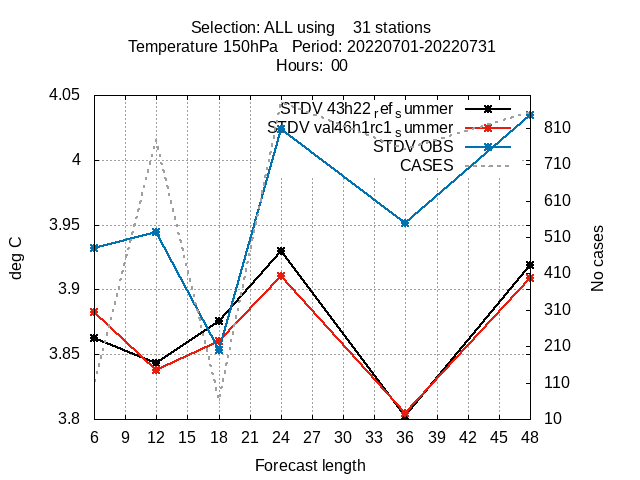 Selection: ALL using    31 stations
Temperature 150hPa   Period: 20220701-20220731
Hours:  00
4.05
4
3.95
3.9
3.85
3.8
deg C
STDV 43h22_ref_summer
STDV val46h1rc1_summer
STDV OBS
CASES
810
710
610
510
410
310
210
110
10
No cases
6 9 12 15 18 21 24 27 30 33 36 39 42 45 48
Forecast length